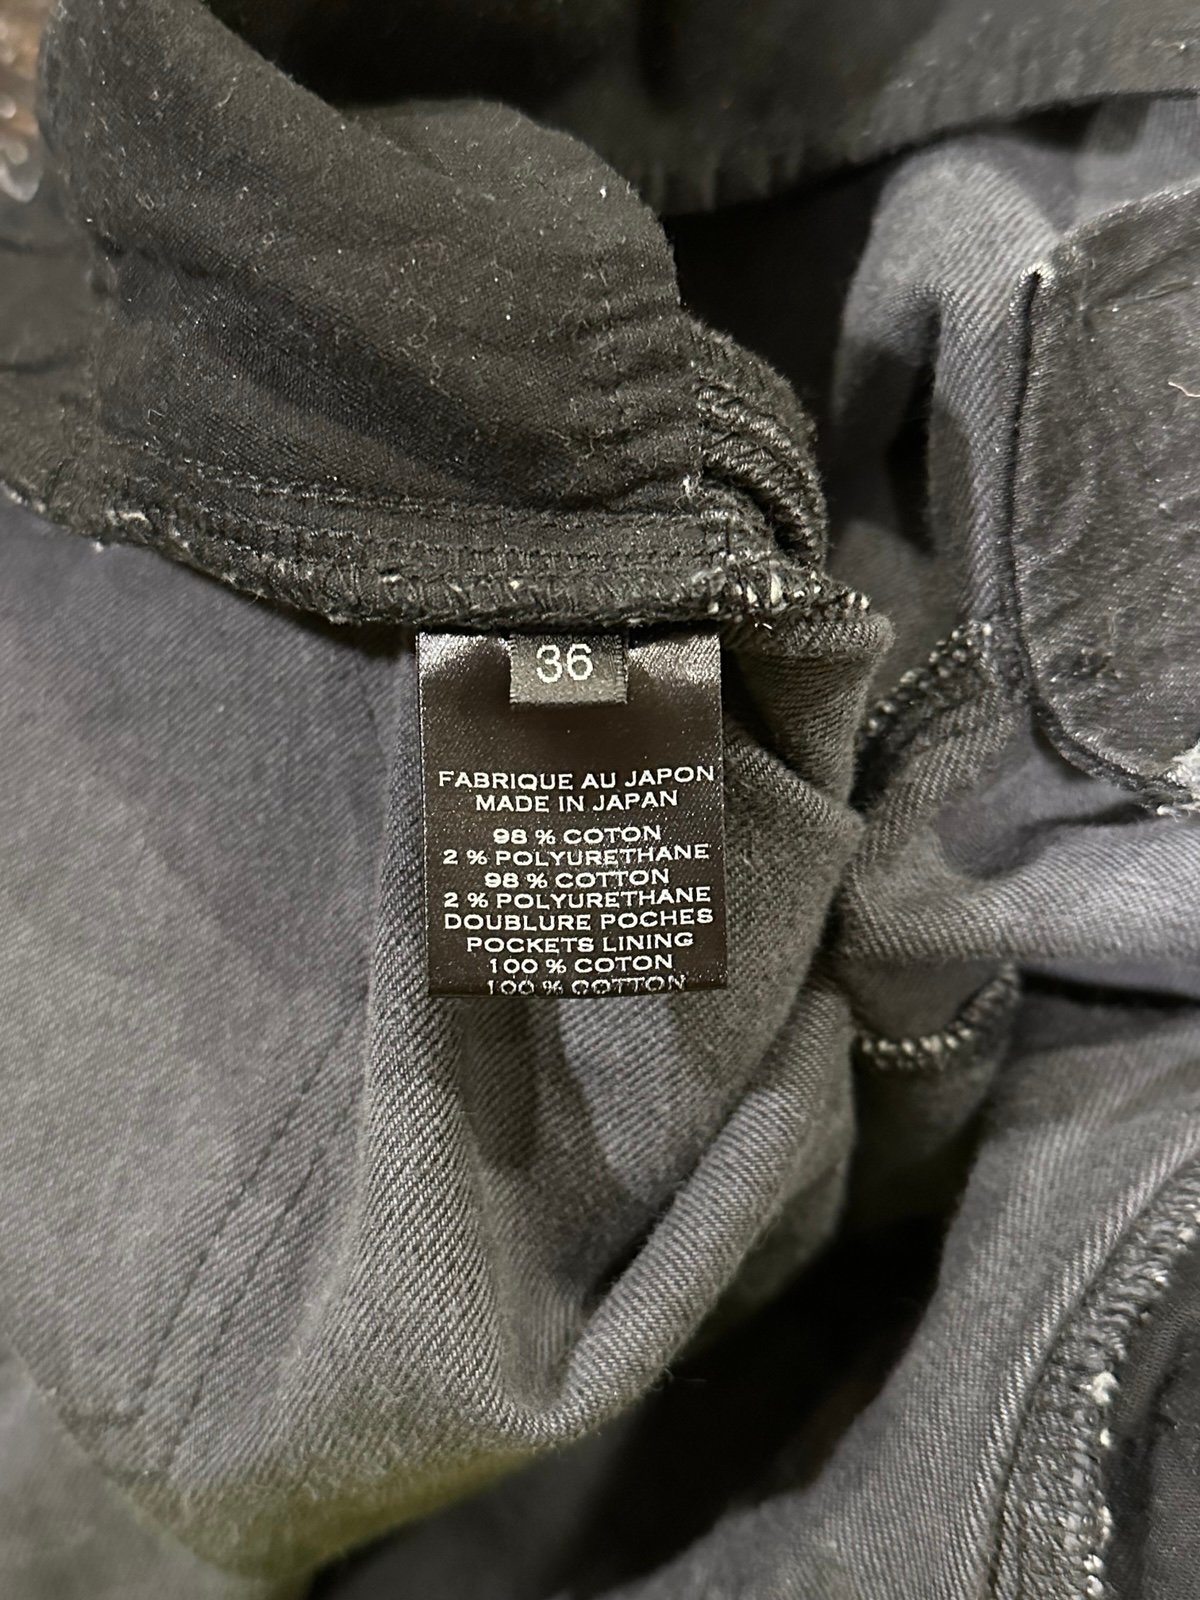 36
FABRIQUE AU JAPON
MADE IN JAPAN
98 % COTON
2 % POLYURETHANE
98 % COTTON
2 % POLYURETHANE
DOUBLURE POCHES
POCKETS LINING
100 % COTON
100 % COTTON